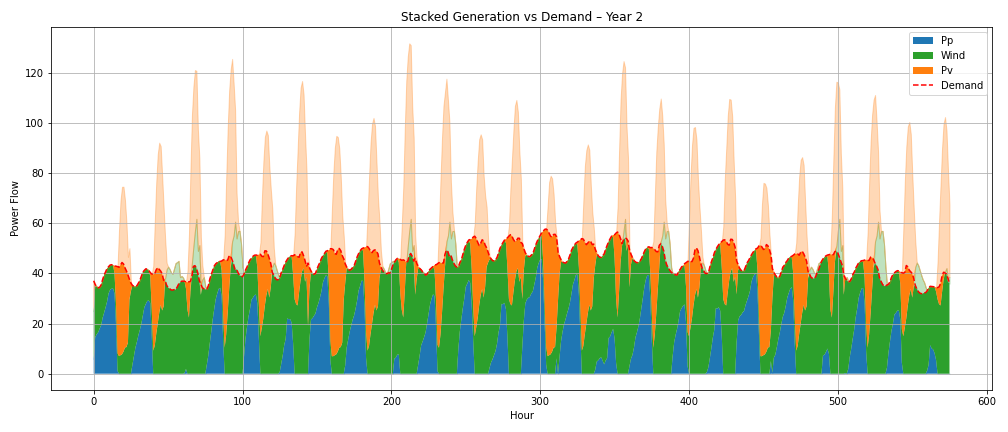 Stacked Generation vs Demand – Year 2
Power Flow
120
100
80
60
40
20
0
0
100
200
300
400
500
600
Hour
Pp
Wind
Pv
Demand